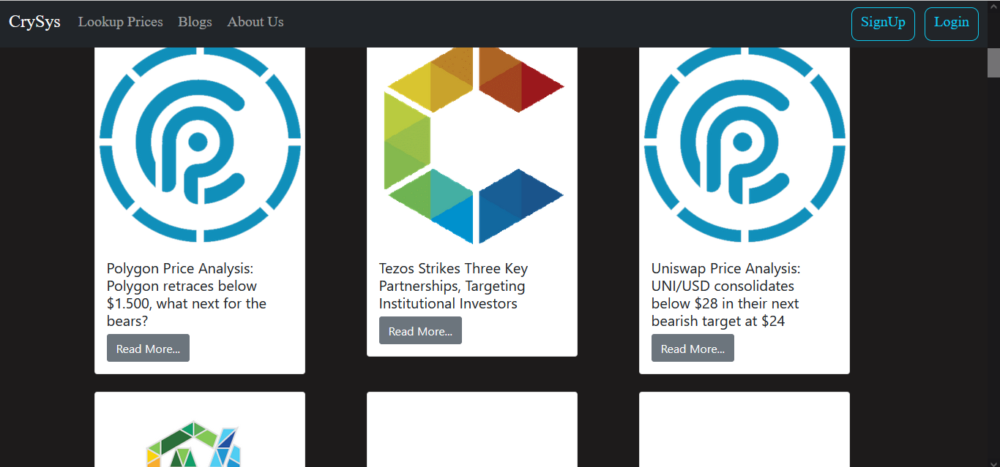 CrySys Lookup Prices Blogs About Us SignUp Login
Polygon Price Analysis:
Polygon retraces below
$1.500, what next for the
bears?
Read More...
Tezos Strikes Three Key
Partnerships, Targeting
Institutional Investors
Read More...
Uniswap Price Analysis:
UNI/USD consolidates
below $28 in their next
bearish target at $24
Read More...